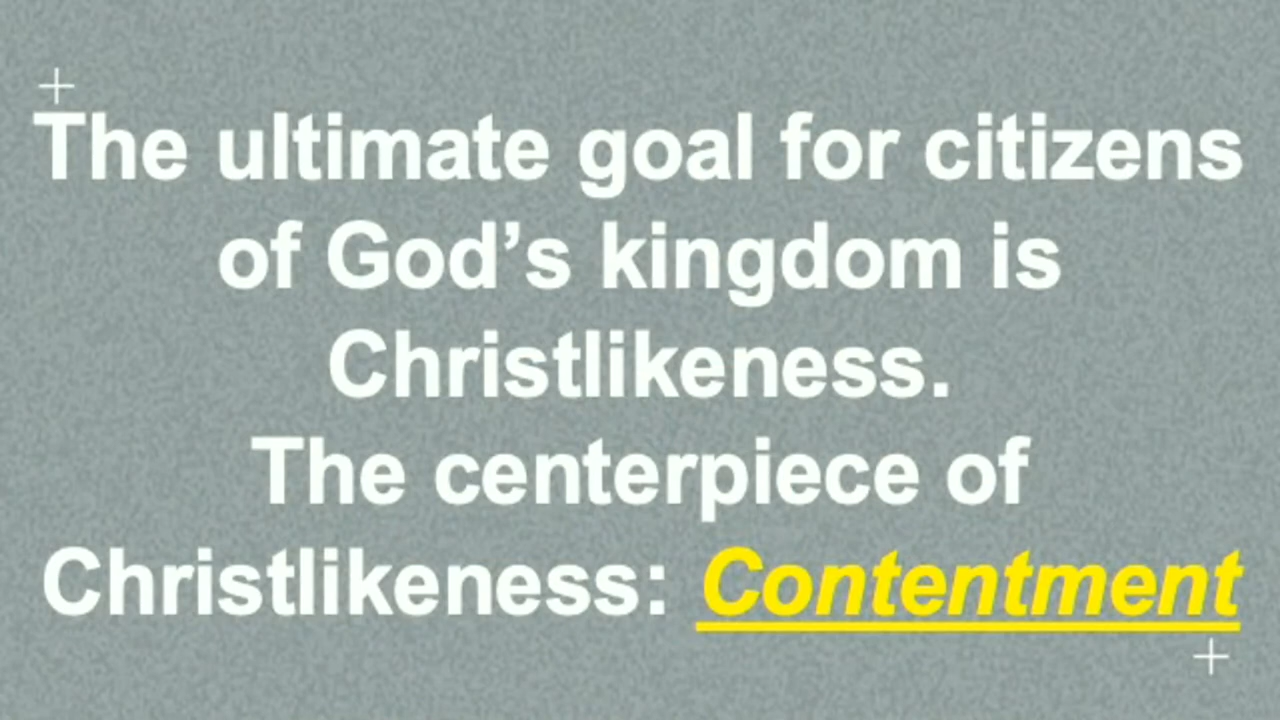 The ultimate goal for citizens
of God’s kingdom is
Christlikeness.
The centerpiece of
Christlikeness: Contentment